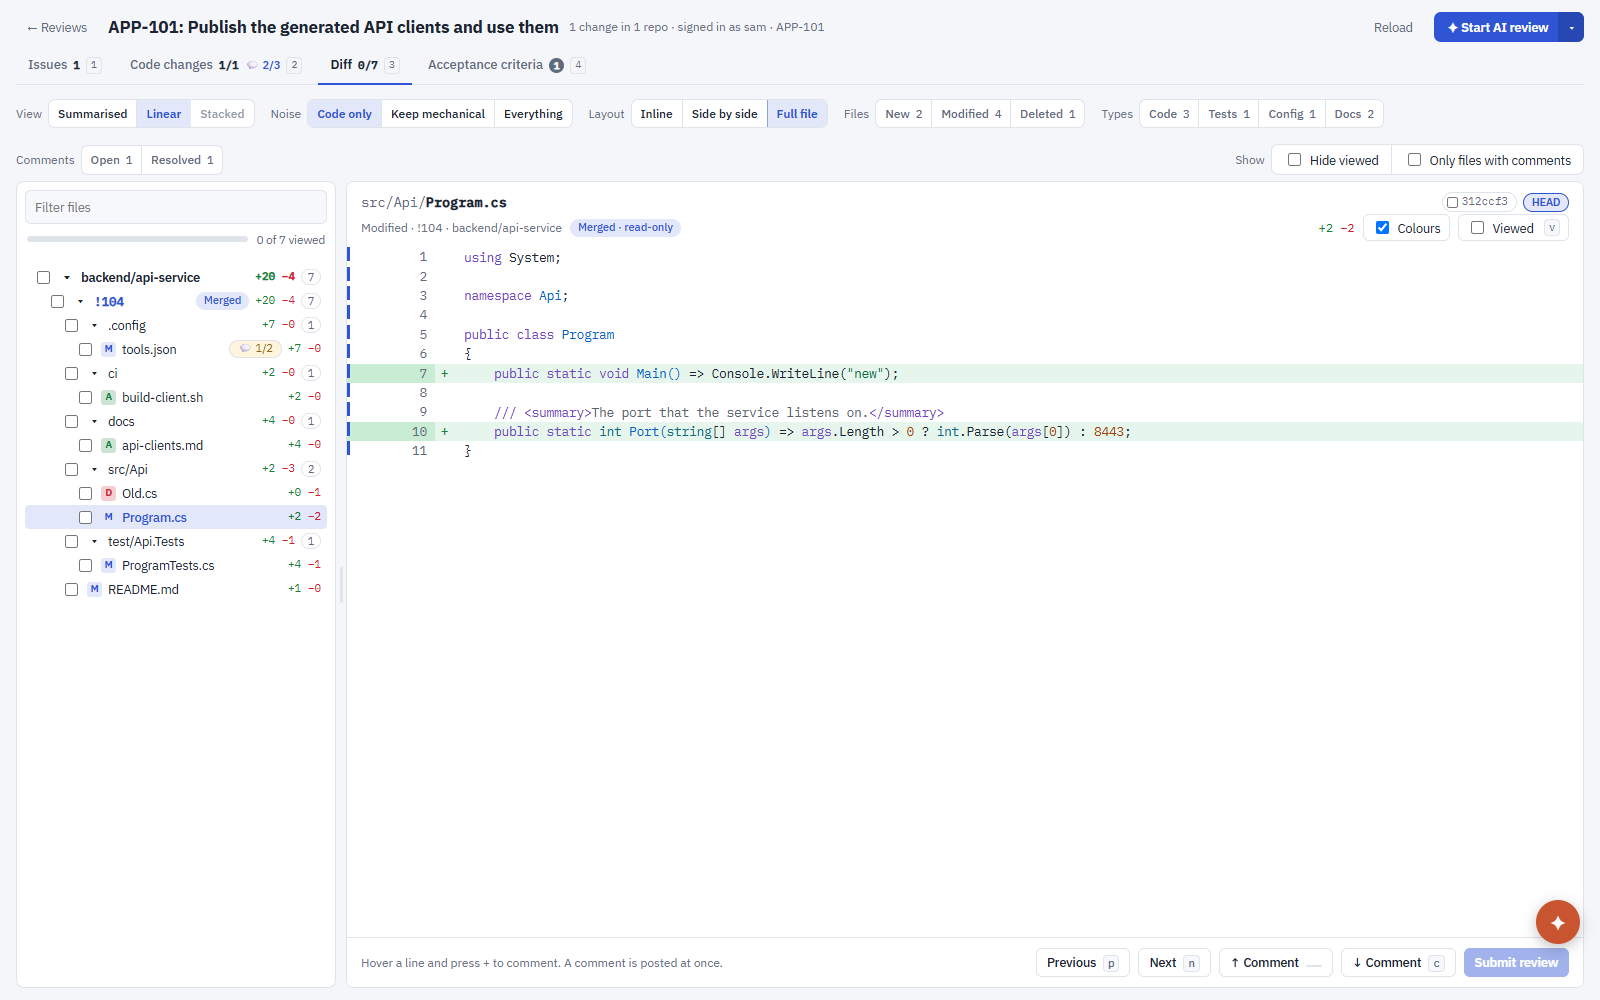 ← Reviews APP-101: Publish the generated API clients and use them 1 change in 1 repo · signed in as sam · APP-101 Reload ✦ Start AI review
Issues 1 1 Code changes 1/1 2/3 2 Diff 0/7 3 Acceptance criteria 1 4
View Summarised Linear Stacked Noise Code only Keep mechanical Everything Layout Inline Side by side Full file Files New 2 Modified 4 Deleted 1 Types Code 3 Tests 1 Config 1 Docs 2
Comments Open 1 Resolved 1 Show Hide viewed Only files with comments
Filter files
0 of 7 viewed
backend/api-service +20 −4 7
!104 Merged +20 −4 7
.config +7 −0 1
M tools.json 1/2 +7 −0
ci +2 −0 1
A build-client.sh +2 −0
docs +4 −0 1
A api-clients.md +4 −0
src/Api +2 −3 2
D Old.cs +0 −1
M Program.cs +2 −2
test/Api.Tests +4 −1 1
M ProgramTests.cs +4 −1
M README.md +1 −0
src/Api/Program.cs 312ccf3 HEAD
Modified · !104 · backend/api-service Merged · read-only +2 −2 Colours Viewed v
1 using System;
2
3 namespace Api;
4
5 public class Program
6 {
7 + public static void Main() => Console.WriteLine("new");
8
9 /// <summary>The port that the service listens on.</summary>
10 + public static int Port(string[] args) => args.Length > 0 ? int.Parse(args[0]) : 8443;
11 }
Hover a line and press + to comment. A comment is posted at once. Previous p Next n ↑ Comment ↓ Comment c Submit review